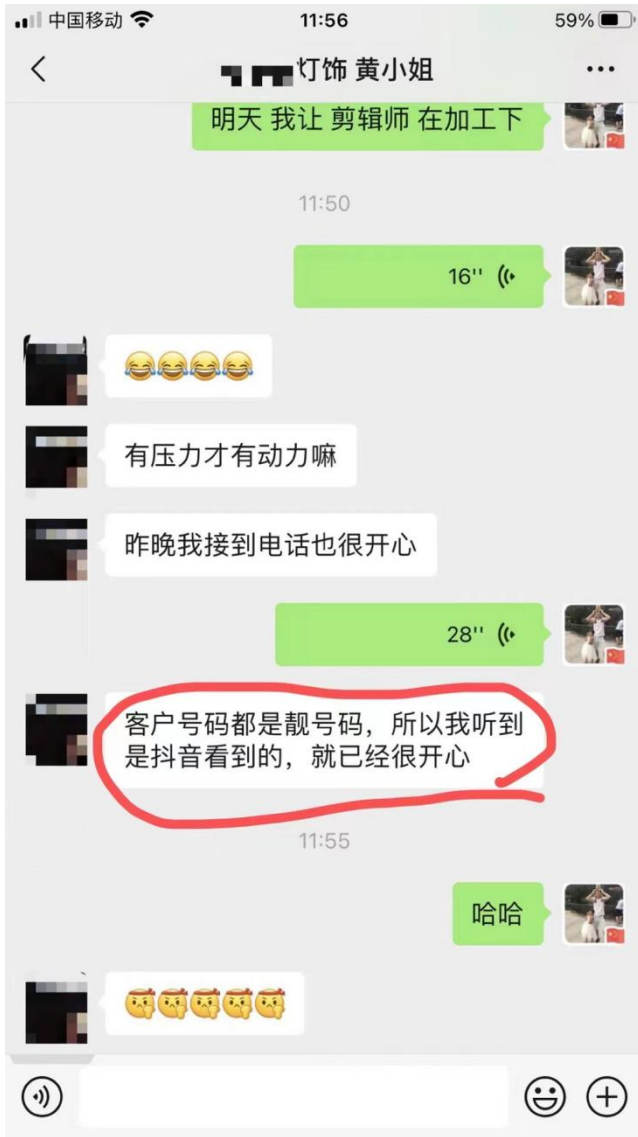 中国移动 11:56 59%
灯饰 黄小姐
明天 我让 剪辑师 在加工下
11:50
16''
有压力才有动力嘛
昨晚我接到电话也很开心
28''
客户号码都是靓号码，所以我听到
是抖音看到的，就已经很开心
11:55
哈哈